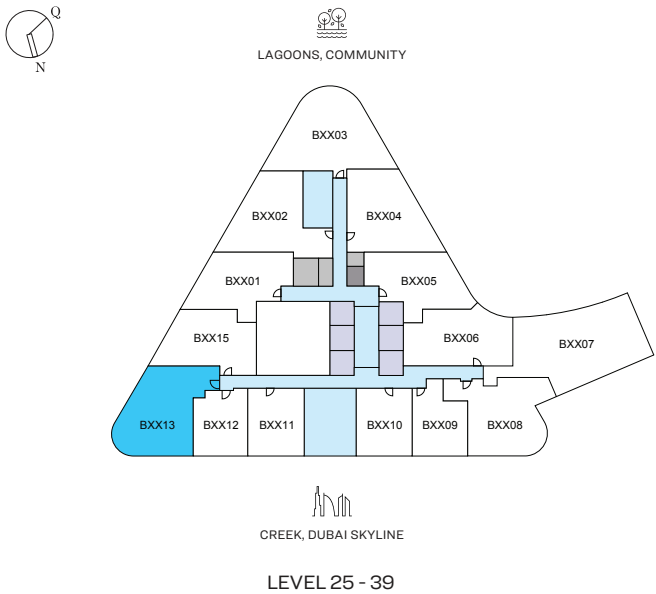 Q
N
LAGOONS, COMMUNITY
BXX03
BXX02
BXX04
BXX01
BXX05
BXX15
BXX06
BXX07
BXX13
BXX12
BXX11
BXX10
BXX09
BXX08
CREEK, DUBAI SKYLINE
LEVEL 25 - 39